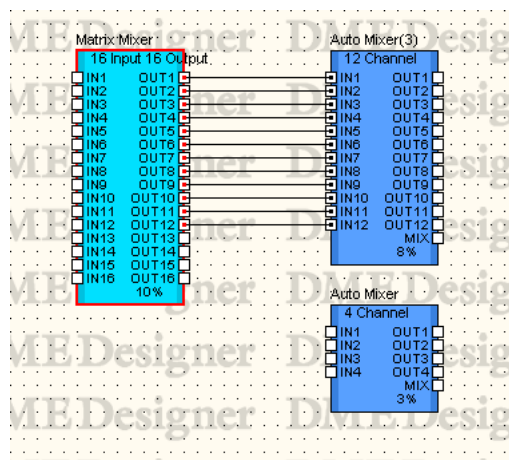 Matrix Mixer
16 Input 16 Output
IN1 OUT1
IN2 OUT2
IN3 OUT3
IN4 OUT4
IN5 OUT5
IN6 OUT6
IN7 OUT7
IN8 OUT8
IN9 OUT9
IN10 OUT10
IN11 OUT11
IN12 OUT12
IN13 OUT13
IN14 OUT14
IN15 OUT15
IN16 OUT16
10%
Auto Mixer(3)
12 Channel
IN1 OUT1
IN2 OUT2
IN3 OUT3
IN4 OUT4
IN5 OUT5
IN6 OUT6
IN7 OUT7
IN8 OUT8
IN9 OUT9
IN10 OUT10
IN11 OUT11
IN12 OUT12
MIX
8%
Auto Mixer
4 Channel
IN1 OUT1
IN2 OUT2
IN3 OUT3
IN4 OUT4
MIX
3%
DME Designer